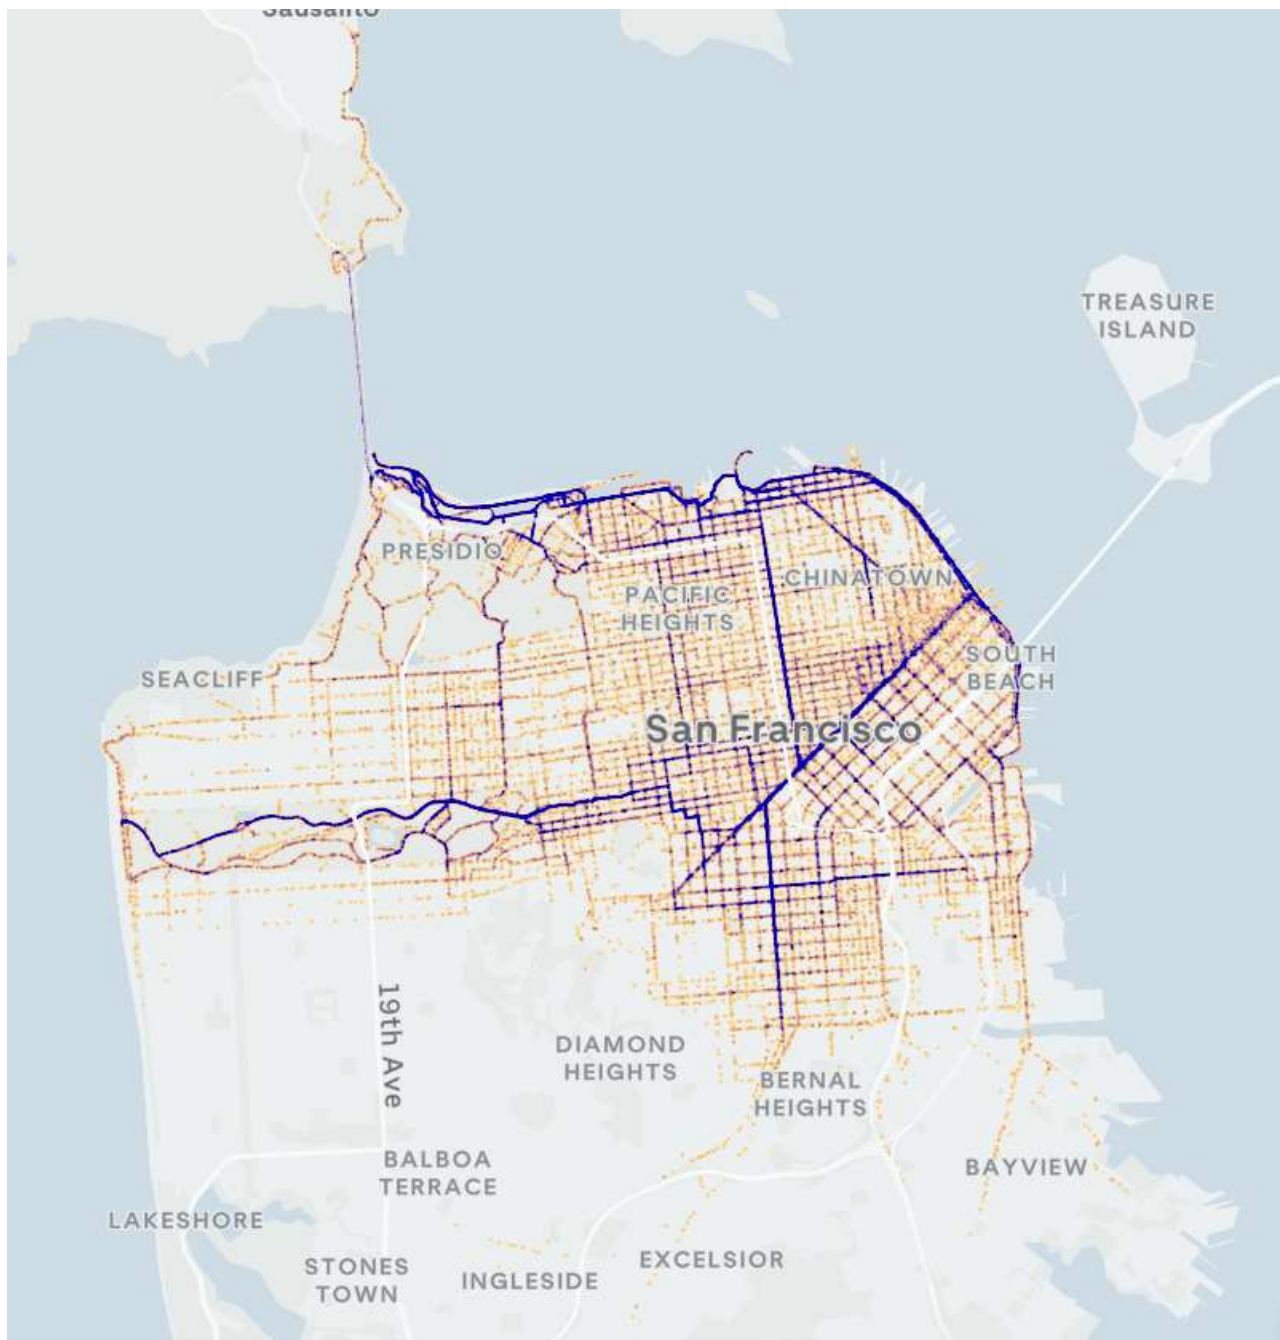 Sausalito
TREASURE
ISLAND
PRESIDIO
CHINATOWN
PACIFIC
HEIGHTS
SOUTH
BEACH
SEACLIFF
San Francisco
19th Ave
DIAMOND
HEIGHTS
BERNAL
HEIGHTS
BALBOA
TERRACE
BAYVIEW
LAKESHORE
STONES
TOWN
INGLESIDE
EXCELSIOR